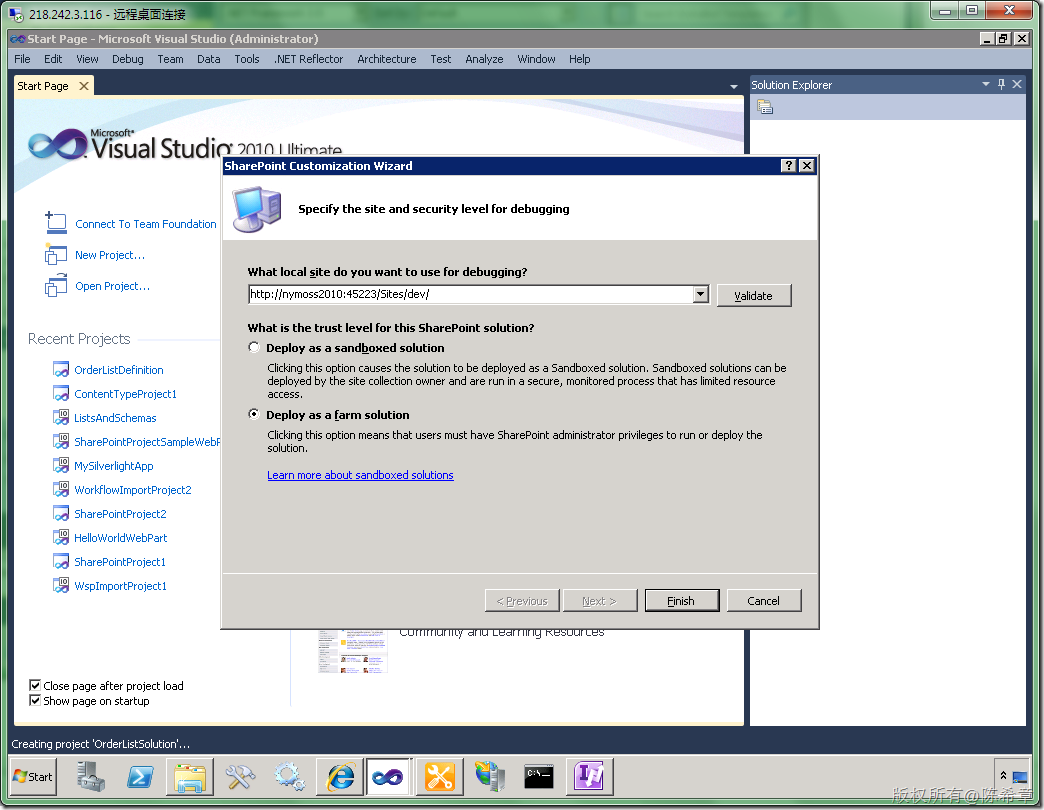 218.242.3.116 - 远程桌面连接
Start Page - Microsoft Visual Studio (Administrator)
File Edit View Debug Team Data Tools .NET Reflector Architecture Test Analyze Window Help
Start Page
Solution Explorer
Microsoft
Visual Studio 2010 Ultimate
Connect To Team Foundation
New Project...
Open Project...
Recent Projects
OrderListDefinition
ContentTypeProject1
ListsAndSchemas
SharePointProjectSampleWebP
MySilverlightApp
WorkflowImportProject2
SharePointProject2
HelloWorldWebPart
SharePointProject1
WspImportProject1
SharePoint Customization Wizard
Specify the site and security level for debugging
What local site do you want to use for debugging?
http://nymoss2010:45223/Sites/dev/
Validate
What is the trust level for this SharePoint solution?
Deploy as a sandboxed solution
Clicking this option causes the solution to be deployed as a Sandboxed solution. Sandboxed solutions can be
deployed by the site collection owner and are run in a secure, monitored process that has limited resource
access.
Deploy as a farm solution
Clicking this option means that users must have SharePoint administrator privileges to run or deploy the
solution.
Learn more about sandboxed solutions
< Previous Next > Finish Cancel
Community and Learning Resources
Close page after project load
Show page on startup
Creating project 'OrderListSolution'...
Start
版权所有@陈希章